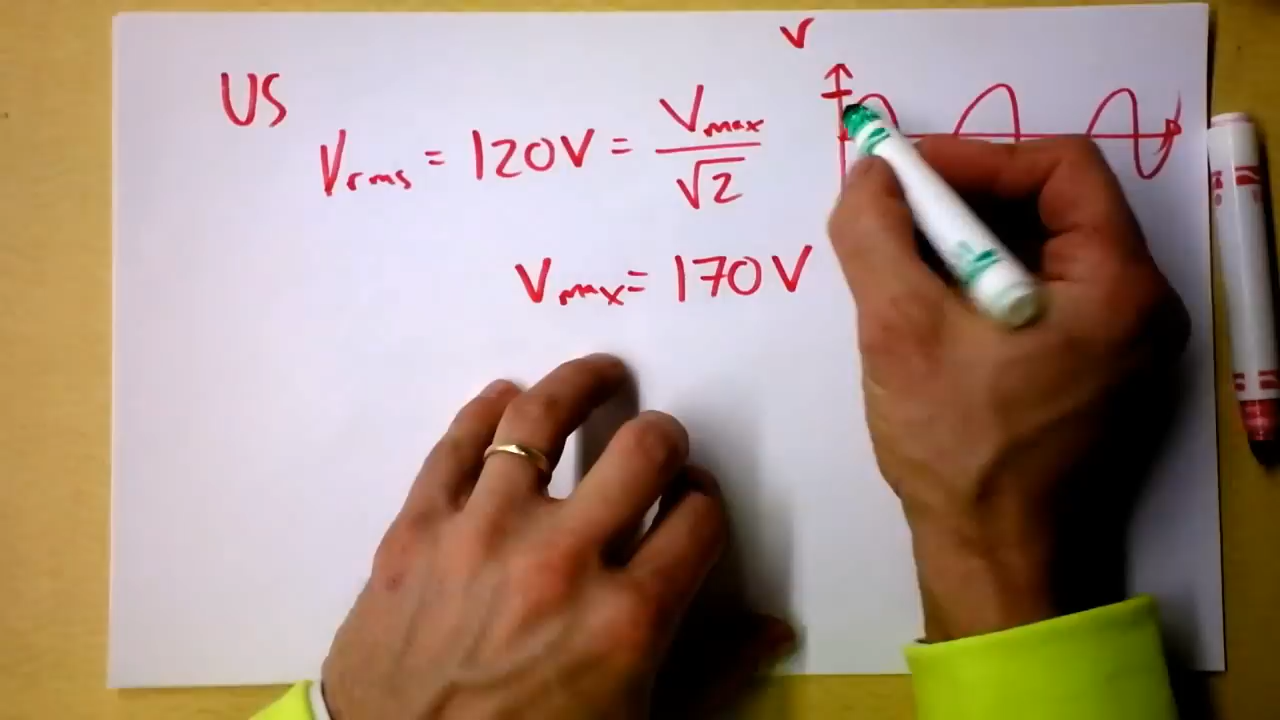 V
US
Vrms = 120V = Vmax / √2
Vmax = 170V